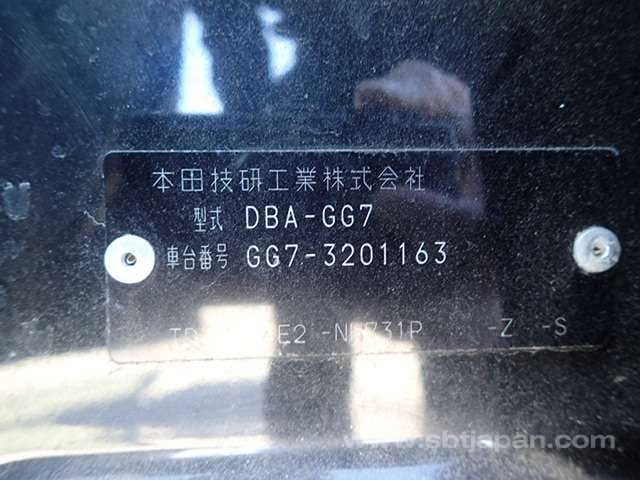 本田技研工業株式会社
型式 DBA-GG7
車台番号 GG7-3201163
-Z -S
www.sbtjapan.com